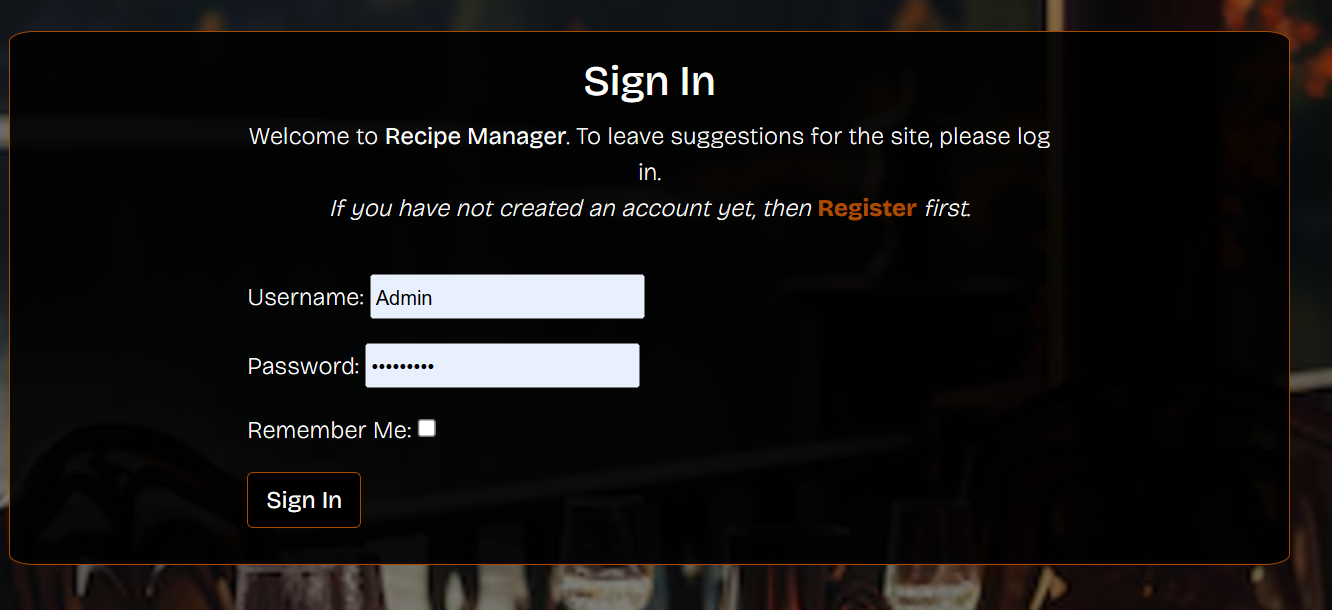 Sign In
Welcome to Recipe Manager. To leave suggestions for the site, please log
in.
If you have not created an account yet, then Register first.
Username: Admin
Password: •••••••••
Remember Me:
Sign In